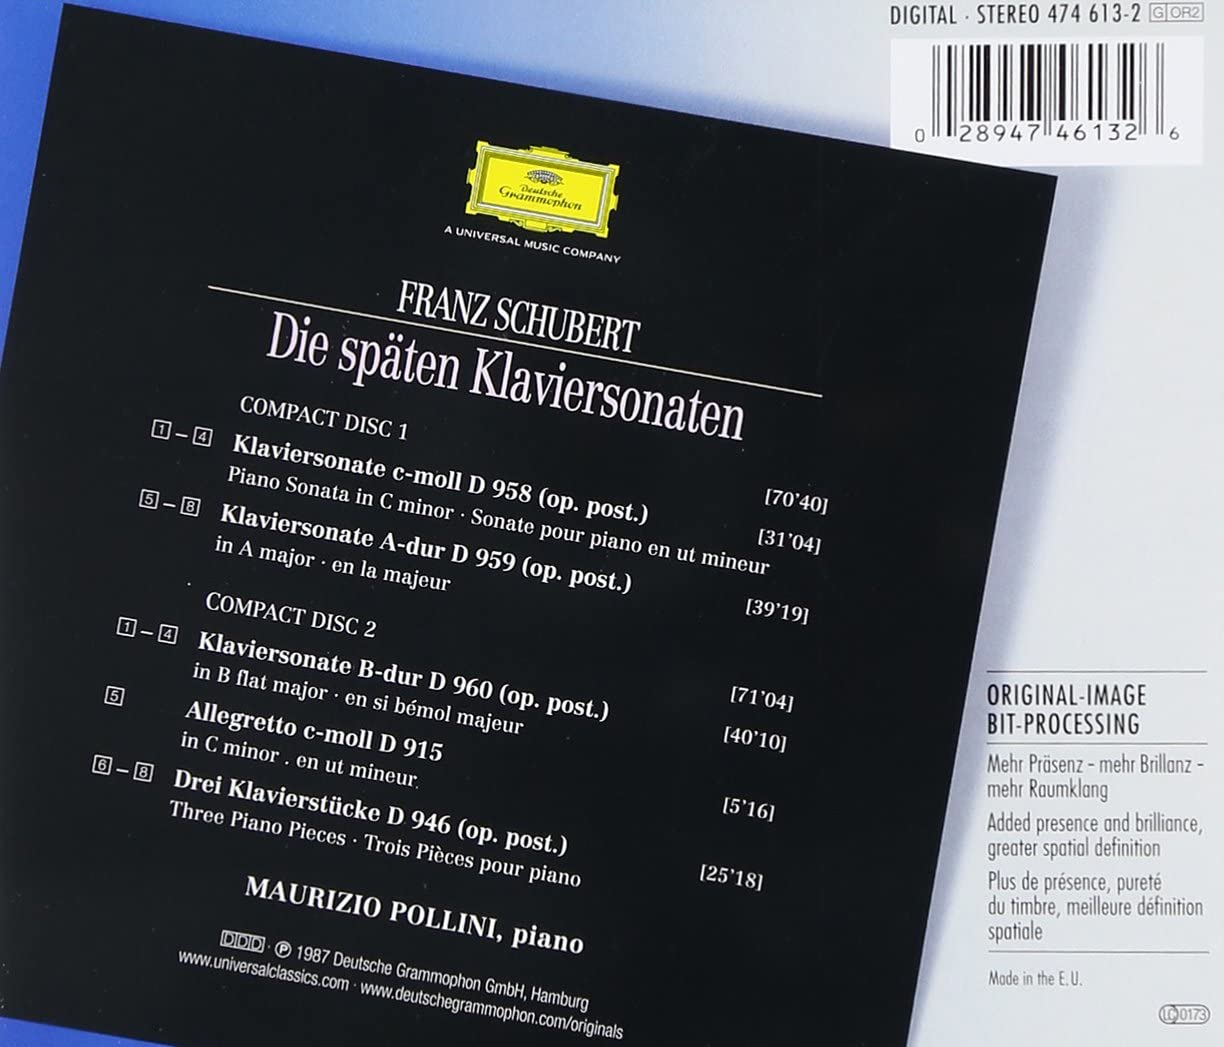 DIGITAL · STEREO 474 613-2 G OR2
0 28947 46132 6
Deutsche
Grammophon
A UNIVERSAL MUSIC COMPANY
FRANZ SCHUBERT
Die späten Klaviersonaten
COMPACT DISC 1 [70'40]
1 – 4 Klaviersonate c-moll D 958 (op. post.) [31'04]
Piano Sonata in C minor · Sonate pour piano en ut mineur
5 – 8 Klaviersonate A-dur D 959 (op. post.) [39'19]
in A major · en la majeur
COMPACT DISC 2 [71'04]
1 – 4 Klaviersonate B-dur D 960 (op. post.) [40'10]
in B flat major · en si bémol majeur
5 Allegretto c-moll D 915 [5'16]
in C minor . en ut mineur
6 – 8 Drei Klavierstücke D 946 (op. post.) [25'18]
Three Piano Pieces · Trois Pièces pour piano
MAURIZIO POLLINI, piano
DDD · ℗ 1987 Deutsche Grammophon GmbH, Hamburg
www.universalclassics.com · www.deutschegrammophon.com/originals
ORIGINAL-IMAGE
BIT-PROCESSING
Mehr Präsenz – mehr Brillanz –
mehr Raumklang
Added presence and brilliance,
greater spatial definition
Plus de présence, pureté
du timbre, meilleure définition
spatiale
Made in the E.U.
LC 0173